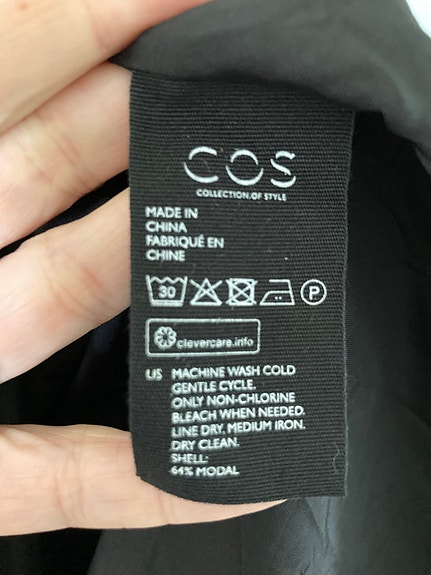 COS
COLLECTION OF STYLE
MADE IN
CHINA
FABRIQUÉ EN
CHINE
30 P
clevercare.info
US MACHINE WASH COLD
GENTLE CYCLE.
ONLY NON-CHLORINE
BLEACH WHEN NEEDED.
LINE DRY, MEDIUM IRON.
DRY CLEAN.
SHELL:
64% MODAL